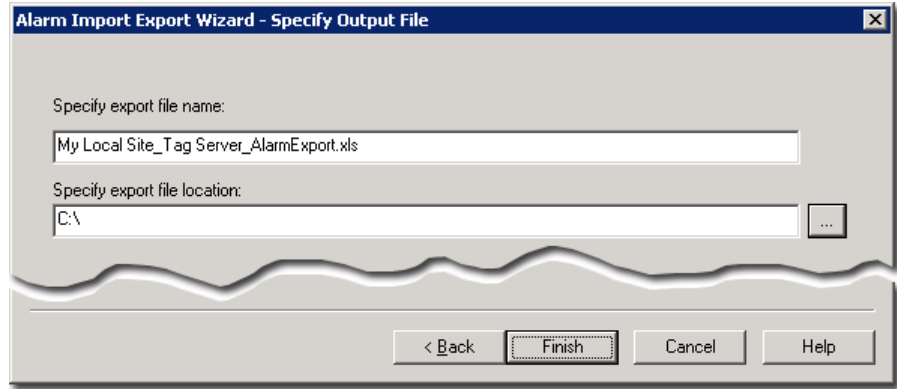 Alarm Import Export Wizard - Specify Output File
Specify export file name:
My Local Site_Tag Server_AlarmExport.xls
Specify export file location:
C:\
...
< Back Finish Cancel Help